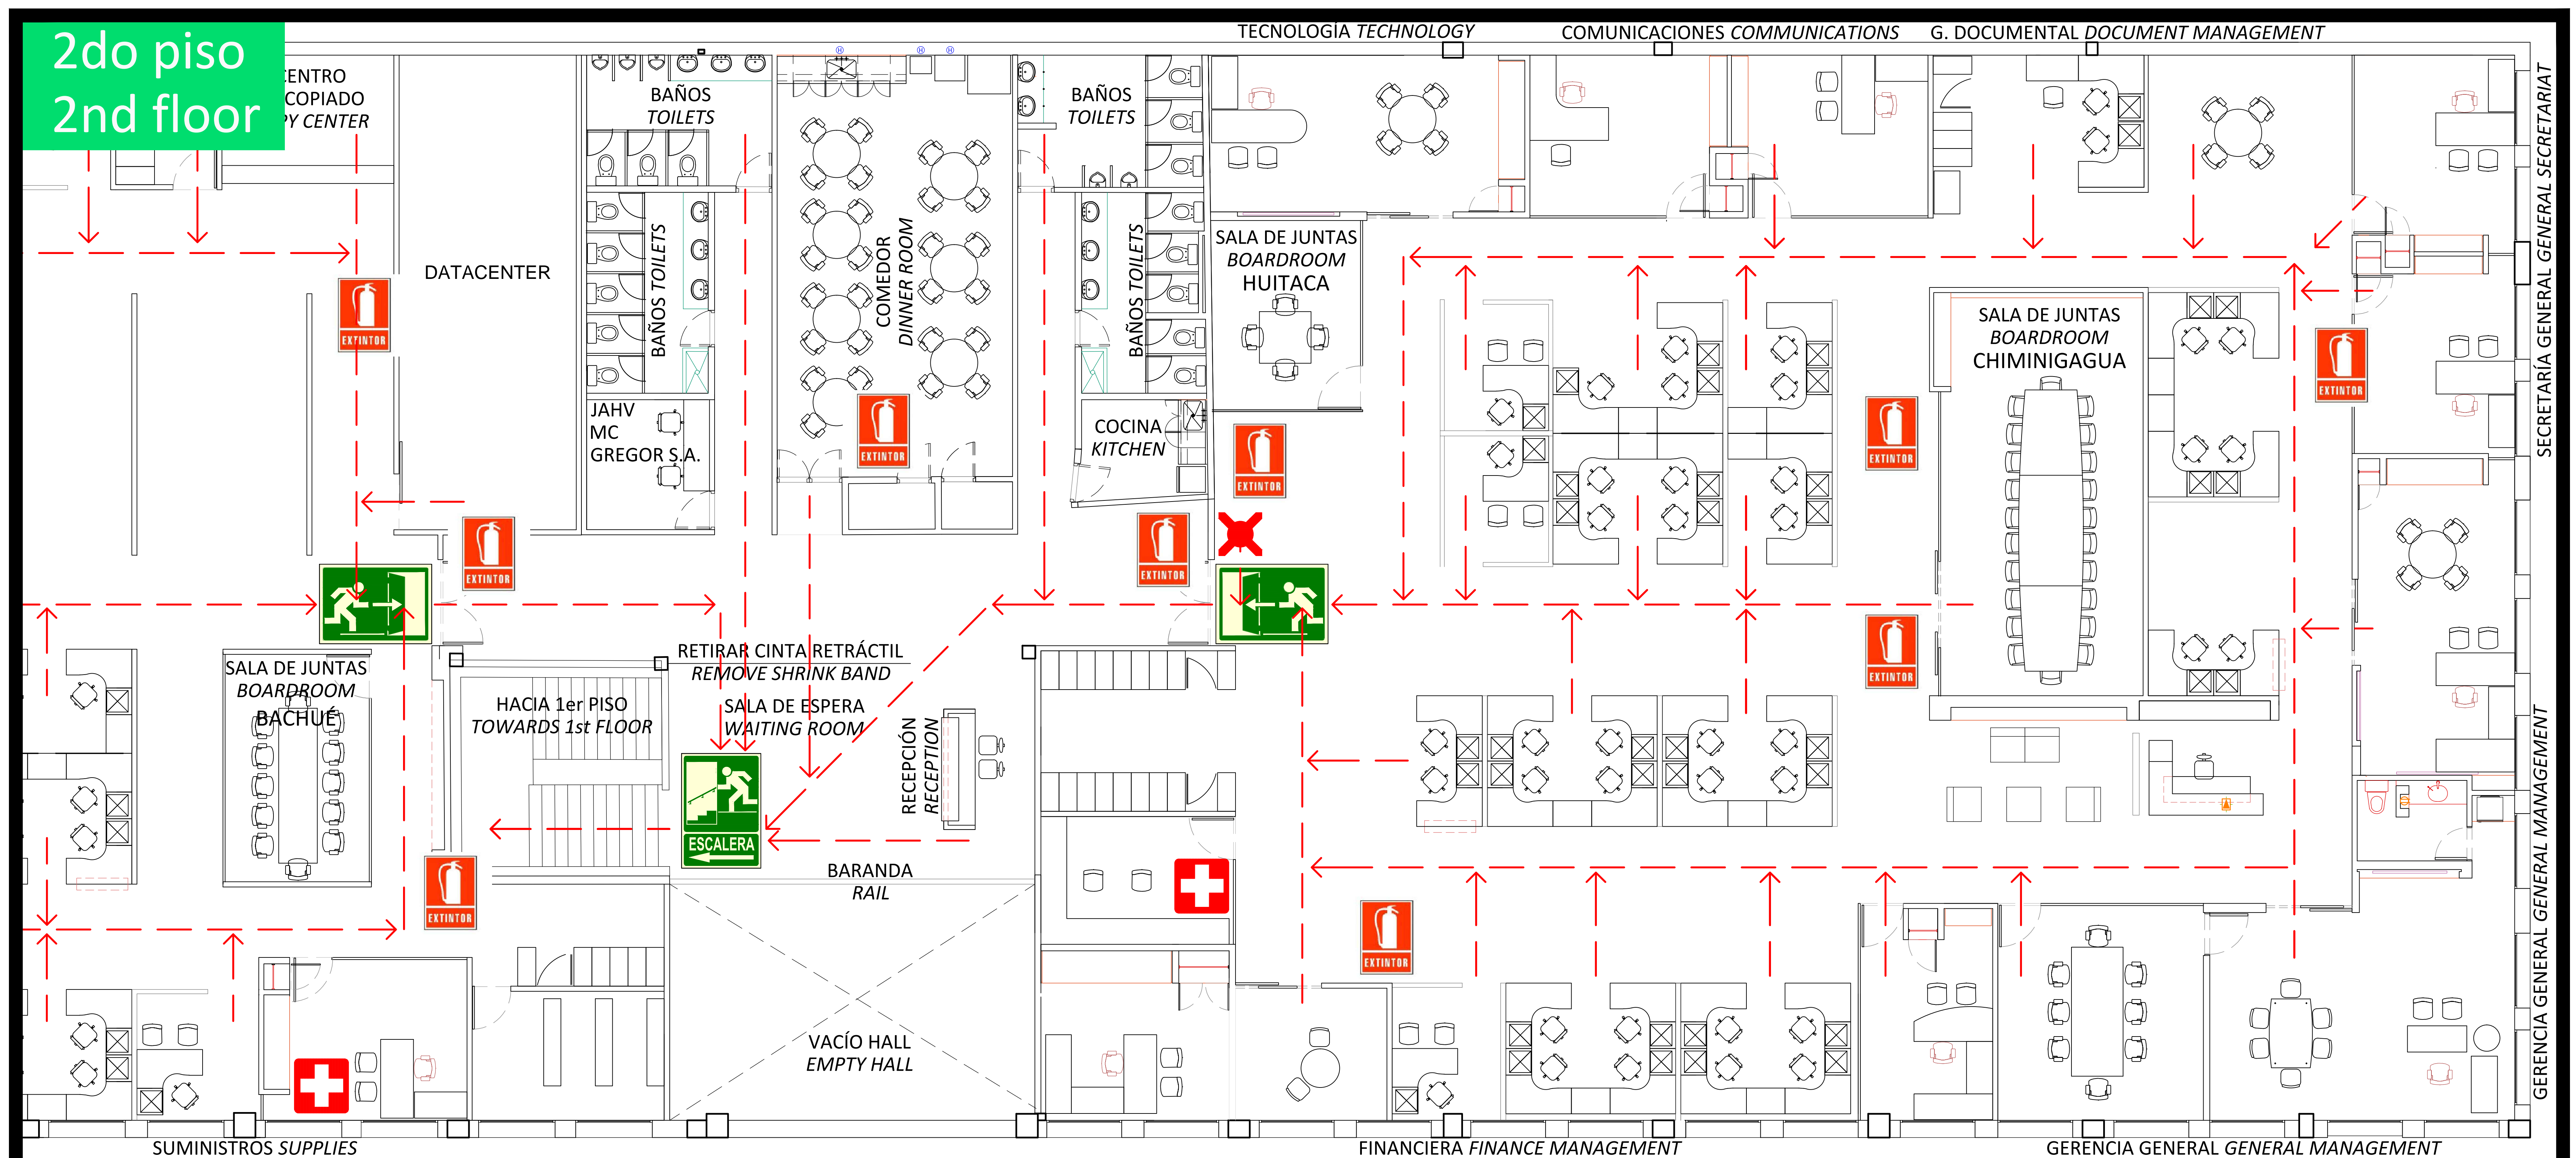 2do piso
2nd floor
TECNOLOGÍA TECHNOLOGY
COMUNICACIONES COMMUNICATIONS
G. DOCUMENTAL DOCUMENT MANAGEMENT
CENTRO
COPIADO
PY CENTER
DATACENTER
BAÑOS
TOILETS
BAÑOS TOILETS
JAHV
MC
GREGOR S.A.
COMEDOR
DINNER ROOM
BAÑOS
TOILETS
BAÑOS TOILETS
COCINA
KITCHEN
SALA DE JUNTAS
BOARDROOM
HUITACA
SALA DE JUNTAS
BOARDROOM
CHIMINIGAGUA
SECRETARÍA GENERAL GENERAL SECRETARIAT
EXTINTOR
EXTINTOR
EXTINTOR
EXTINTOR
EXTINTOR
EXTINTOR
EXTINTOR
EXTINTOR
EXTINTOR
EXTINTOR
SALA DE JUNTAS
BOARDROOM
BACHUÉ
HACIA 1er PISO
TOWARDS 1st FLOOR
RETIRAR CINTA RETRÁCTIL
REMOVE SHRINK BAND
SALA DE ESPERA
WAITING ROOM
RECEPCIÓN
RECEPTION
ESCALERA
BARANDA
RAIL
VACÍO HALL
EMPTY HALL
GERENCIA GENERAL GENERAL MANAGEMENT
SUMINISTROS SUPPLIES
FINANCIERA FINANCE MANAGEMENT
GERENCIA GENERAL GENERAL MANAGEMENT